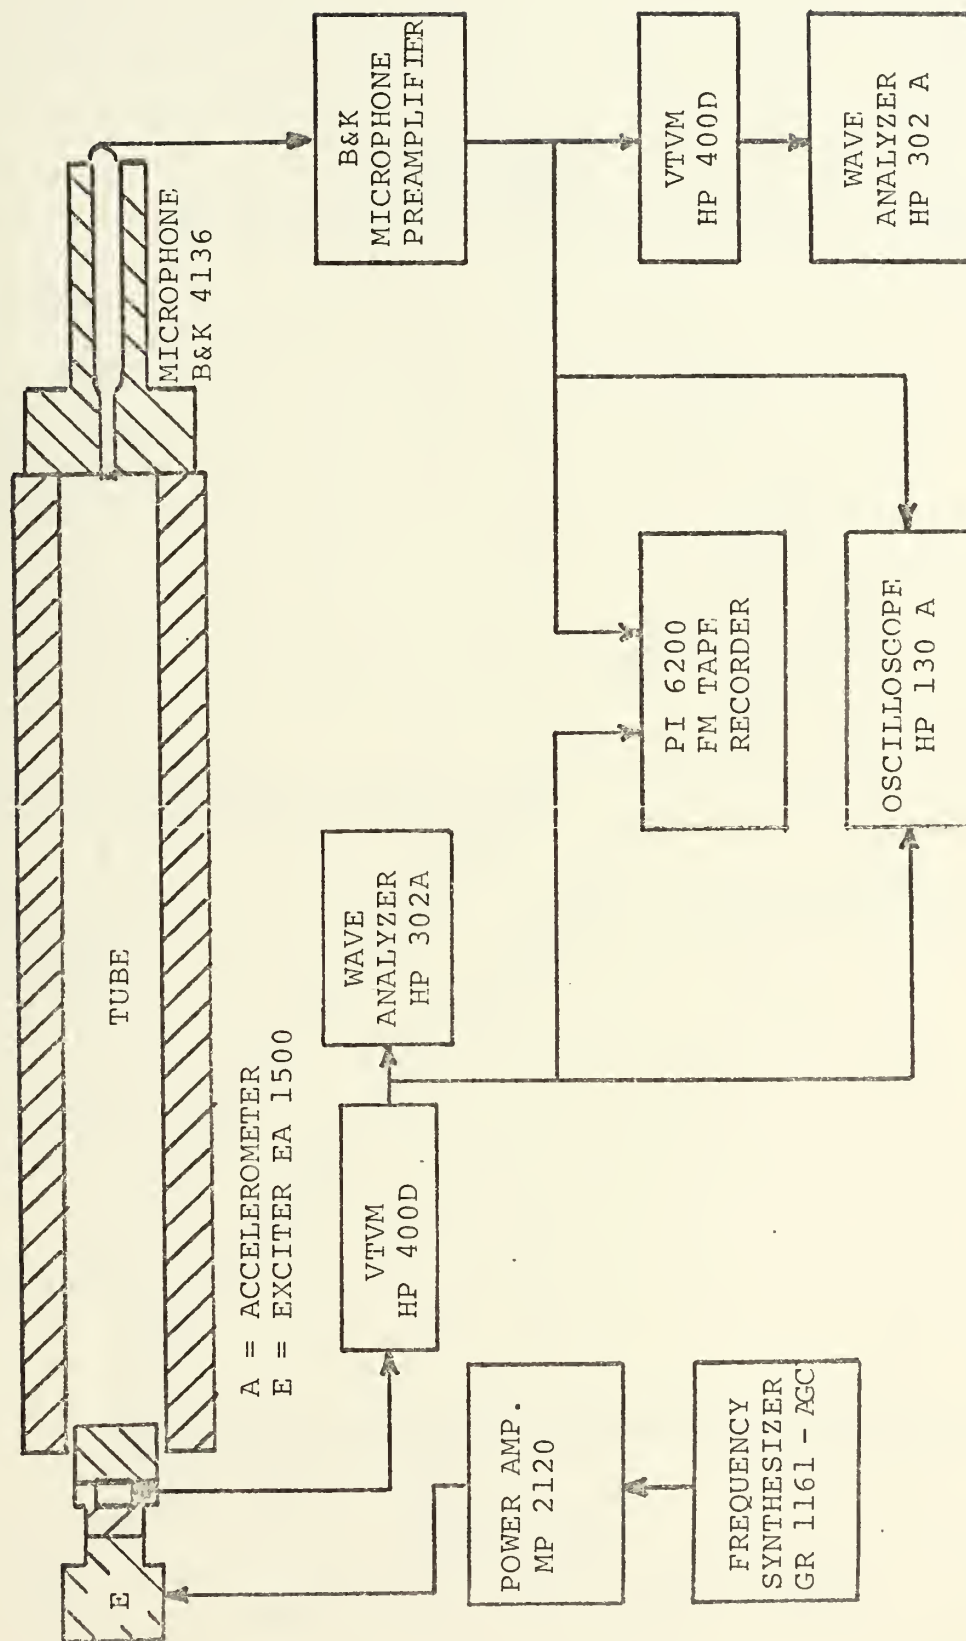 E
TUBE
MICROPHONE
B&K 4136
A = ACCELEROMETER
E = EXCITER EA 1500
B&K
MICROPHONE
PREAMPLIFIER
VTVM
HP 400D
WAVE
ANALYZER
HP 302A
VTVM
HP 400D
WAVE
ANALYZER
HP 302 A
POWER AMP.
MP 2120
PI 6200
FM TAPE
RECORDER
FREQUENCY
SYNTHESIZER
GR 1161 - AGC
OSCILLOSCOPE
HP 130 A